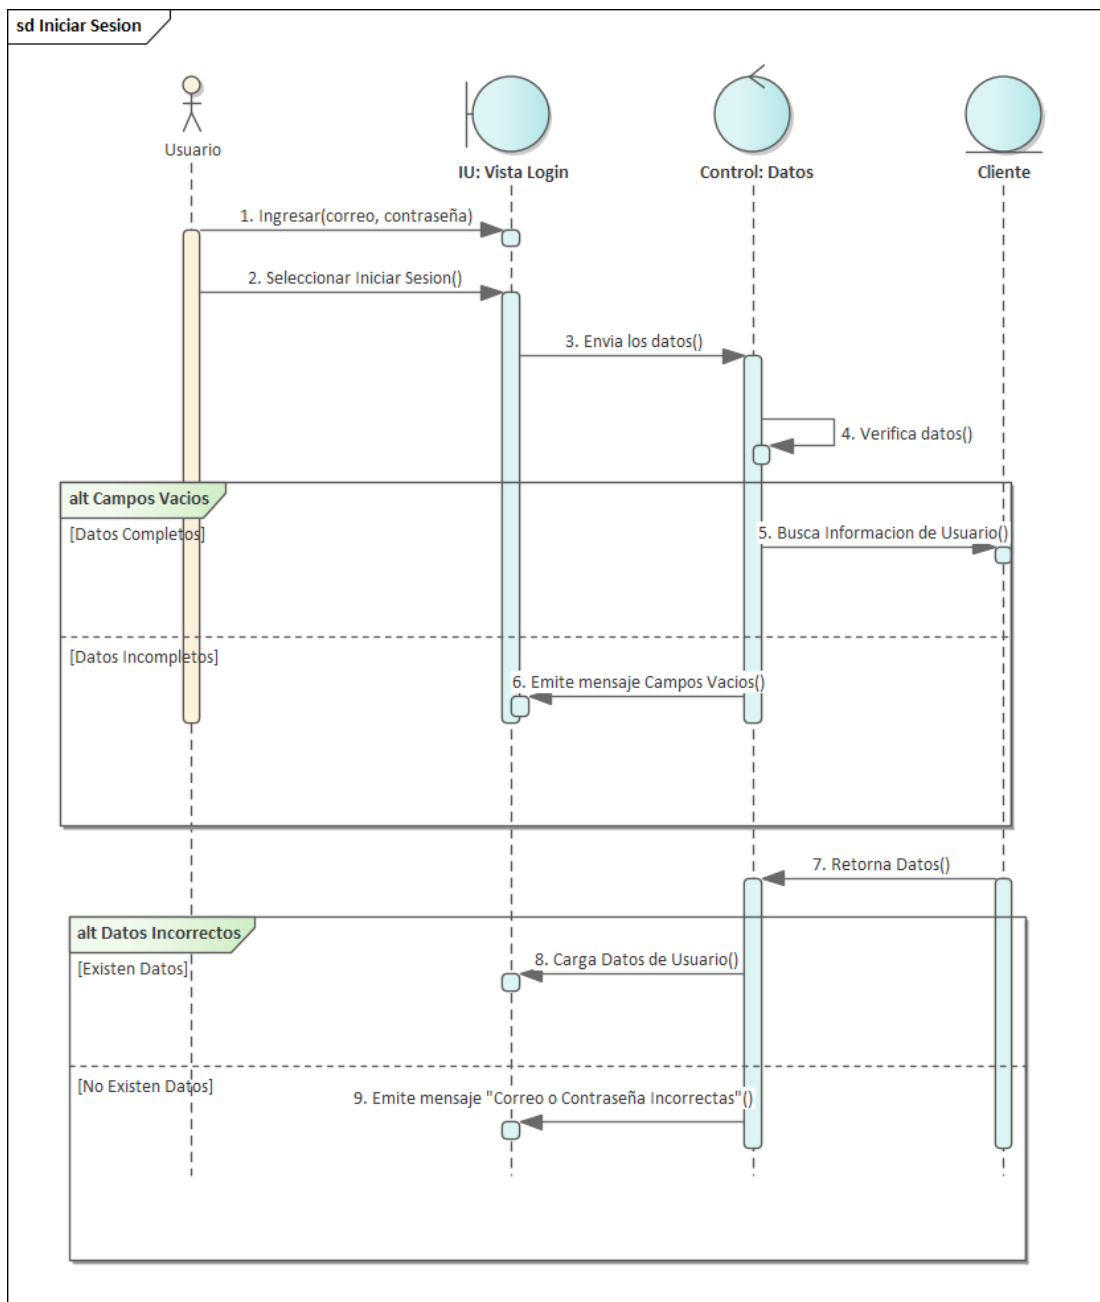 sd Iniciar Sesion
Usuario
IU: Vista Login
Control: Datos
Cliente
1. Ingresar(correo, contraseña)
2. Seleccionar Iniciar Sesion()
3. Envia los datos()
4. Verifica datos()
alt Campos Vacios
[Datos Completos]
5. Busca Informacion de Usuario()
[Datos Incompletos]
6. Emite mensaje Campos Vacios()
7. Retorna Datos()
alt Datos Incorrectos
8. Carga Datos de Usuario()
[Existen Datos]
[No Existen Datos]
9. Emite mensaje "Correo o Contraseña Incorrectas"()